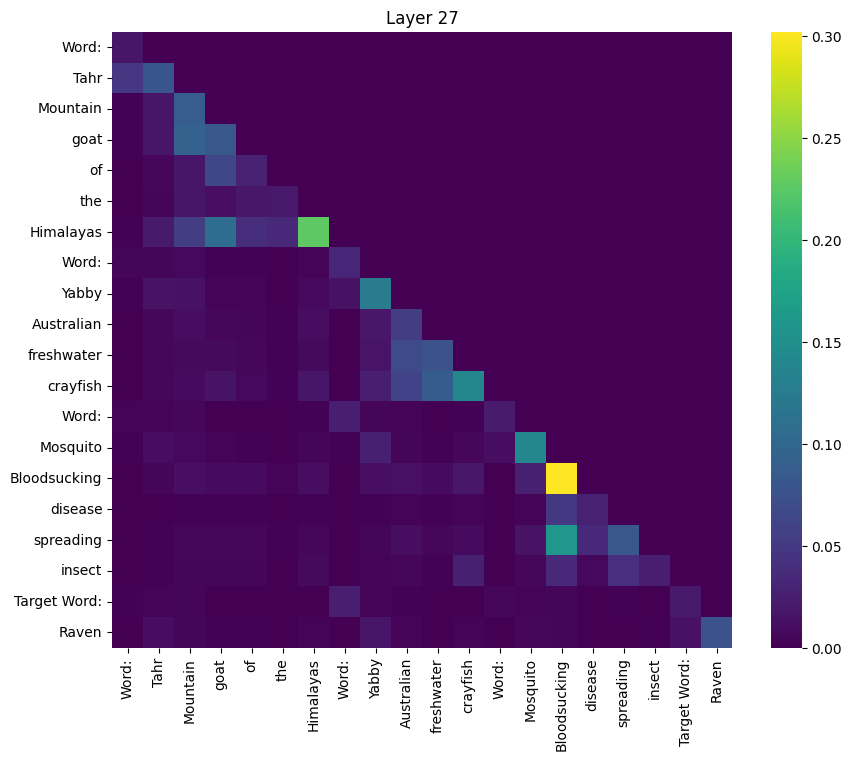 Layer 27
Word:
Tahr
Mountain
goat
of
the
Himalayas
Word:
Yabby
Australian
freshwater
crayfish
Word:
Mosquito
Bloodsucking
disease
spreading
insect
Target Word:
Raven
0.30
0.25
0.20
0.15
0.10
0.05
0.00
Word:
Tahr
Mountain
goat
of
the
Himalayas
Word:
Yabby
Australian
freshwater
crayfish
Word:
Mosquito
Bloodsucking
disease
spreading
insect
Target Word:
Raven